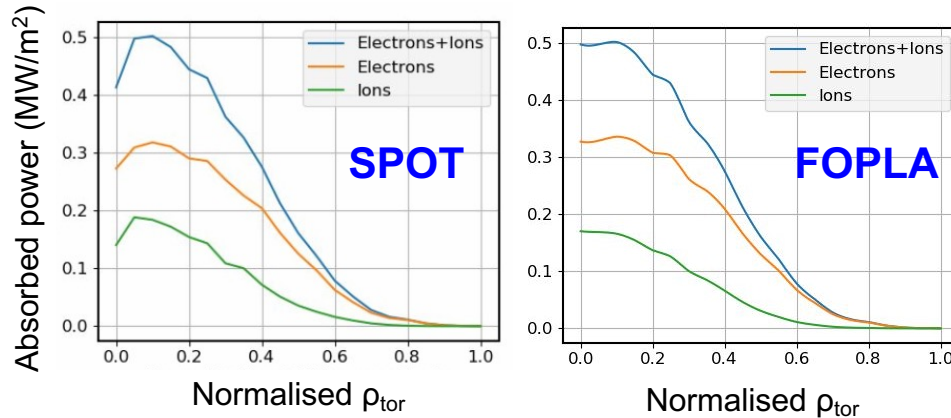 Absorbed power (MW/m²)
0.5
0.4
0.3
0.2
0.1
0.0
0.0 0.2 0.4 0.6 0.8 1.0
Electrons+Ions
Electrons
Ions
SPOT
Normalised ρtor
0.5
0.4
0.3
0.2
0.1
0.0
0.0 0.2 0.4 0.6 0.8 1.0
Electrons+Ions
Electrons
Ions
FOPLA
Normalised ρtor